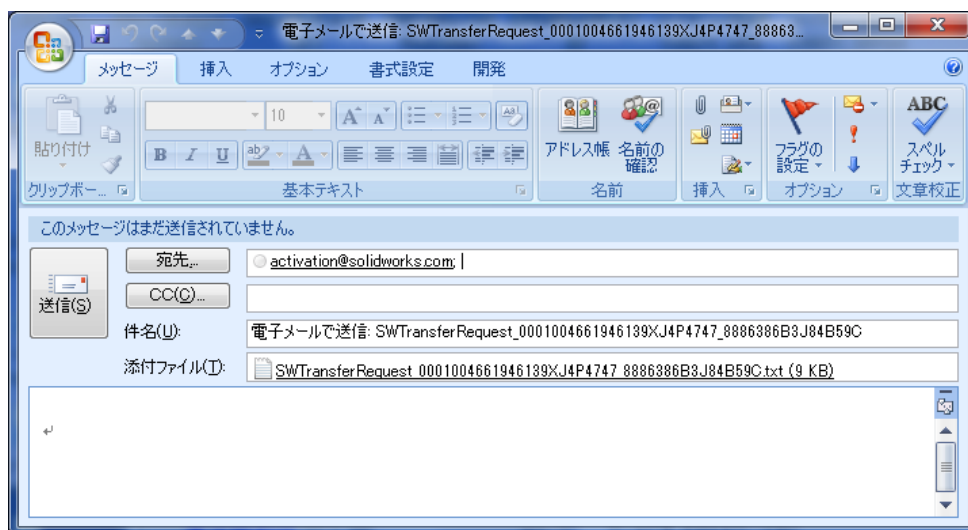 電子メールで送信: SWTransferRequest_0001004661946139XJ4P4747_88863...
メッセージ 挿入 オプション 書式設定 開発
貼り付け
10
A A
B I U ab A
アドレス帳
名前の
確認
フラグの
設定
ABC
スペル
チェック
クリップボー... 基本テキスト 名前 挿入 オプション 文章校正
このメッセージはまだ送信されていません。
送信(S)
宛先... activation@solidworks.com;
CC(C)...
件名(U): 電子メールで送信: SWTransferRequest_0001004661946139XJ4P4747_8886386B3J84B59C
添付ファイル(T): SWTransferRequest_0001004661946139XJ4P4747_8886386B3J84B59C.txt (9 KB)